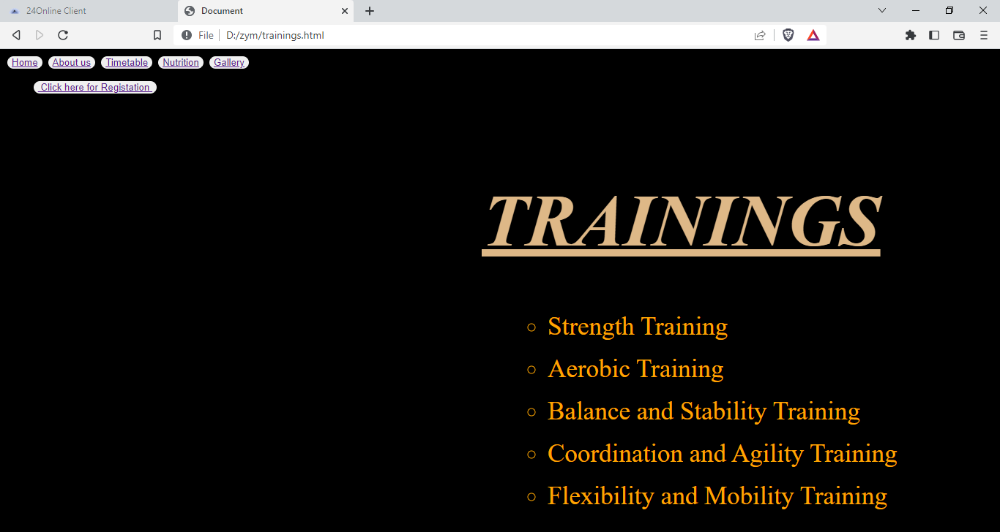 24Online Client Document
File D:/zym/trainings.html
Home About us Timetable Nutrition Gallery
Click here for Registation
TRAININGS
Strength Training
Aerobic Training
Balance and Stability Training
Coordination and Agility Training
Flexibility and Mobility Training